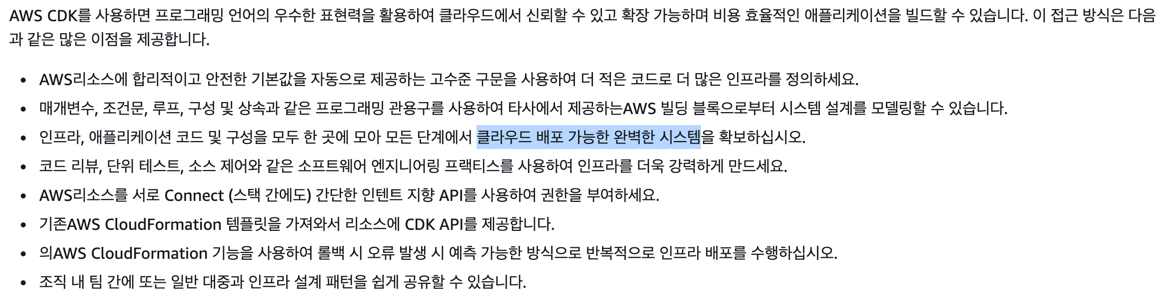 AWS CDK를 사용하면 프로그래밍 언어의 우수한 표현력을 활용하여 클라우드에서 신뢰할 수 있고 확장 가능하며 비용 효율적인 애플리케이션을 빌드할 수 있습니다. 이 접근 방식은 다음
과 같은 많은 이점을 제공합니다.
• AWS리소스에 합리적이고 안전한 기본값을 자동으로 제공하는 고수준 구문을 사용하여 더 적은 코드로 더 많은 인프라를 정의하세요.
• 매개변수, 조건문, 루프, 구성 및 상속과 같은 프로그래밍 관용구를 사용하여 타사에서 제공하는AWS 빌딩 블록으로부터 시스템 설계를 모델링할 수 있습니다.
• 인프라, 애플리케이션 코드 및 구성을 모두 한 곳에 모아 모든 단계에서 클라우드 배포 가능한 완벽한 시스템을 확보하십시오.
• 코드 리뷰, 단위 테스트, 소스 제어와 같은 소프트웨어 엔지니어링 프랙티스를 사용하여 인프라를 더욱 강력하게 만드세요.
• AWS리소스를 서로 Connect (스택 간에도) 간단한 인텐트 지향 API를 사용하여 권한을 부여하세요.
• 기존AWS CloudFormation 템플릿을 가져와서 리소스에 CDK API를 제공합니다.
• 의AWS CloudFormation 기능을 사용하여 롤백 시 오류 발생 시 예측 가능한 방식으로 반복적으로 인프라 배포를 수행하십시오.
• 조직 내 팀 간에 또는 일반 대중과 인프라 설계 패턴을 쉽게 공유할 수 있습니다.